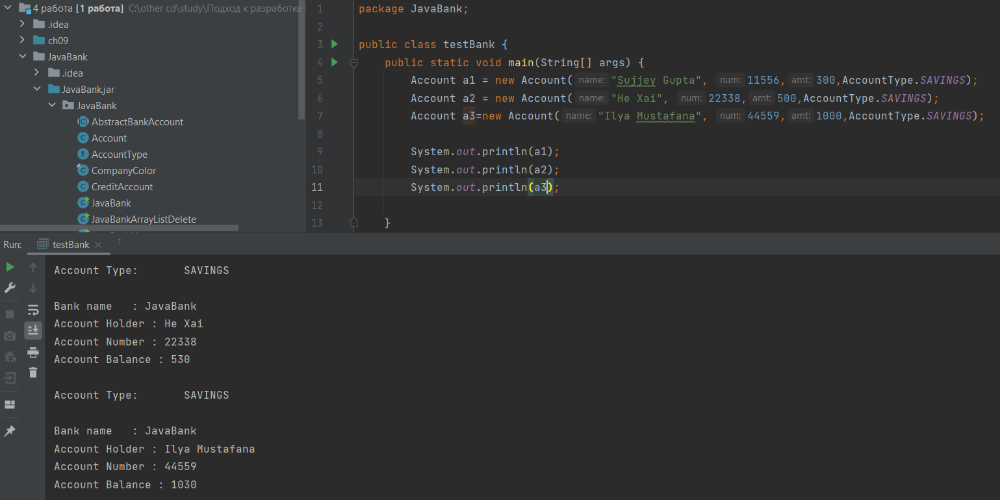 4 работа [1 работа] C:\other cd\study\Подход к разработке
.idea
ch09
JavaBank
.idea
JavaBank.jar
JavaBank
AbstractBankAccount
Account
AccountType
CompanyColor
CreditAccount
JavaBank
JavaBankArrayListDelete
1 package JavaBank;
2
3 public class testBank {
4 public static void main(String[] args) {
5 Account a1 = new Account( name: "Sujjey Gupta", num: 11556, amt: 300,AccountType.SAVINGS);
6 Account a2 = new Account( name: "He Xai", num: 22338, amt: 500,AccountType.SAVINGS);
7 Account a3=new Account( name: "Ilya Mustafana", num: 44559, amt: 1000,AccountType.SAVINGS);
8
9 System.out.println(a1);
10 System.out.println(a2);
11 System.out.println(a3);
12
13 }
Run: testBank
Account Type: SAVINGS
Bank name : JavaBank
Account Holder : He Xai
Account Number : 22338
Account Balance : 530
Account Type: SAVINGS
Bank name : JavaBank
Account Holder : Ilya Mustafana
Account Number : 44559
Account Balance : 1030